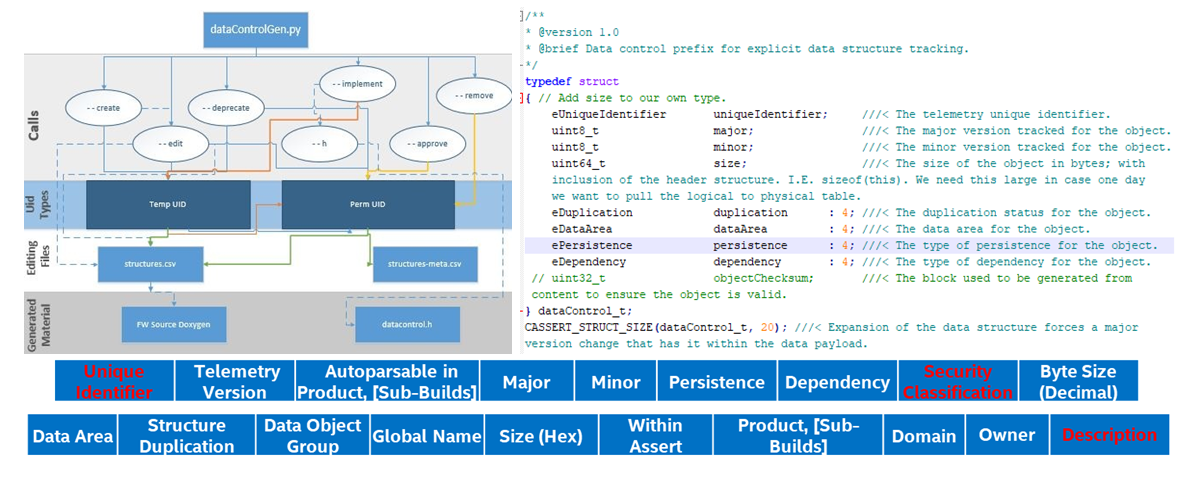 dataControlGen.py
Calls
- - create
- - deprecate
- - implement
- - remove
- - edit
- - h
- - approve
Uid
Types
Temp UID
Perm UID
Editing
Files
structures.csv
structures-meta.csv
Generated
Material
FW Source Doxygen
datacontrol.h
/**
* @version 1.0
* @brief Data control prefix for explicit data structure tracking.
*/
typedef struct
{ // Add size to our own type.
eUniqueIdentifier uniqueIdentifier; ///< The telemetry unique identifier.
uint8_t major; ///< The major version tracked for the object.
uint8_t minor; ///< The minor version tracked for the object.
uint64_t size; ///< The size of the object in bytes; with
inclusion of the header structure. I.E. sizeof(this). We need this large in case one day
we want to pull the logical to physical table.
eDuplication duplication : 4; ///< The duplication status for the object.
eDataArea dataArea : 4; ///< The data area for the object.
ePersistence persistence : 4; ///< The type of persistence for the object.
eDependency dependency : 4; ///< The type of dependency for the object.
// uint32_t objectChecksum; ///< The block used to be generated from
content to ensure the object is valid.
} dataControl_t;
CASSERT_STRUCT_SIZE(dataControl_t, 20); ///< Expansion of the data structure forces a major
version change that has it within the data payload.
Unique
Identifier
Telemetry
Version
Autoparsable in
Product, [Sub-Builds]
Major
Minor
Persistence
Dependency
Security
Classification
Byte Size
(Decimal)
Data Area
Structure
Duplication
Data Object
Group
Global Name
Size (Hex)
Within
Assert
Product, [Sub-
Builds]
Domain
Owner
Description